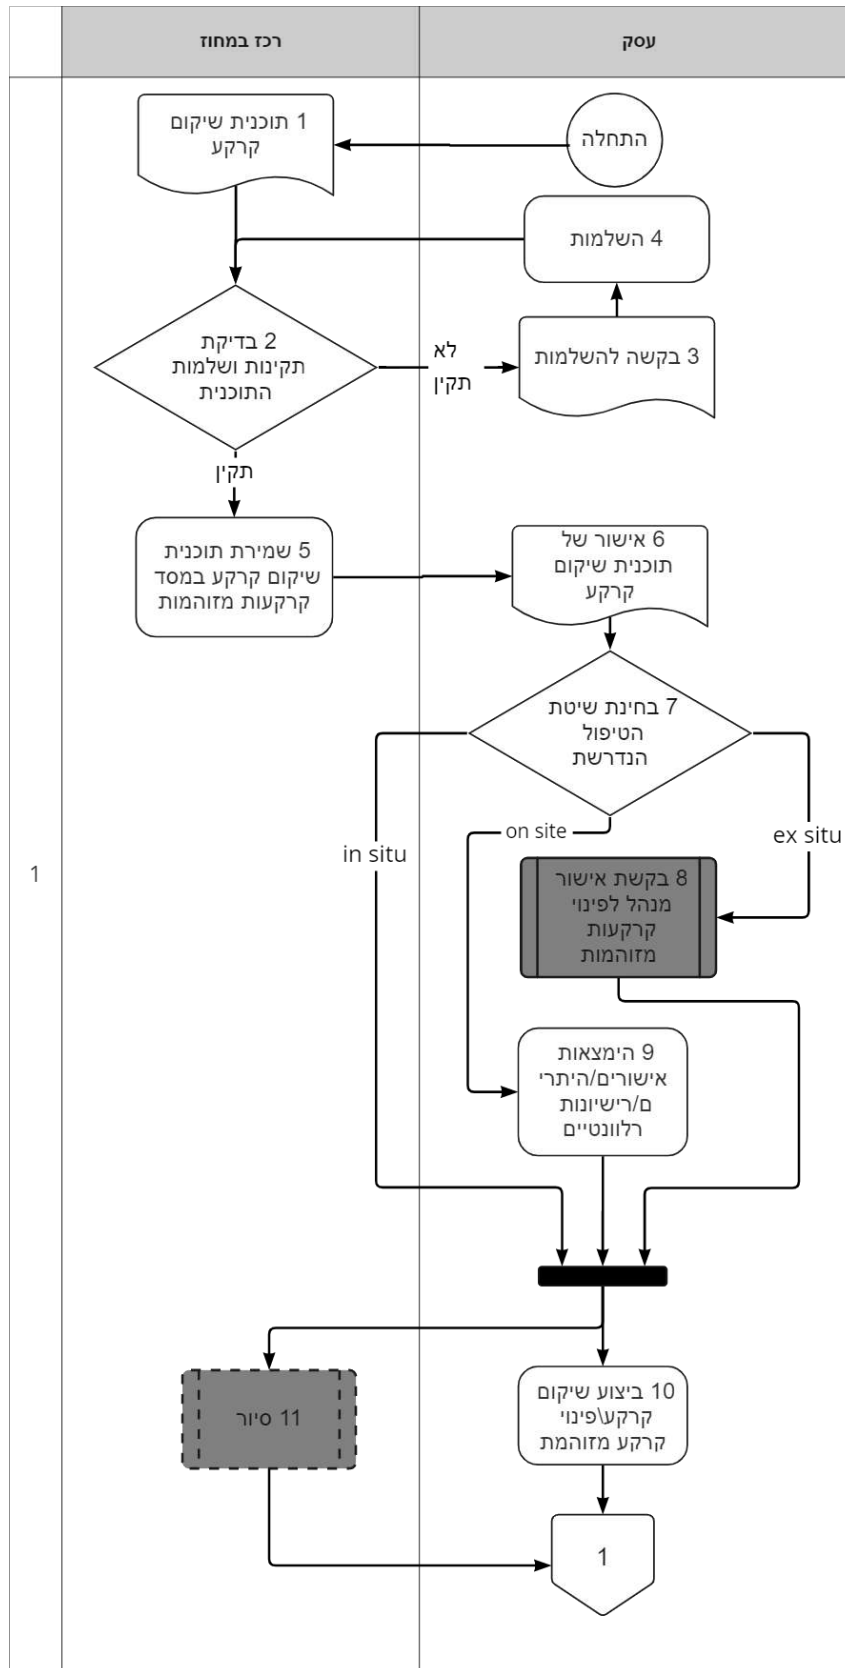 עסק
רכז במחוז
1
התחלה
1 תוכנית שיקום
קרקע
4 השלמות
3 בקשה להשלמות
לא
תקין
2 בדיקת
תקינות ושלמות
התוכנית
תקין
5 שמירת תוכנית
שיקום קרקע במסד
קרקעות מזוהמות
6 אישור של
תוכנית שיקום
קרקע
7 בחינת שיטת
הטיפול
הנדרשת
ex situ
on site
in situ
8 בקשת אישור
מנהל לפינוי
קרקעות
מזוהמות
9 הימצאות
אישורים/היתרי
ם/רישיונות
רלוונטיים
10 ביצוע שיקום
קרקע\פינוי
קרקע מזוהמת
11 סיור
1